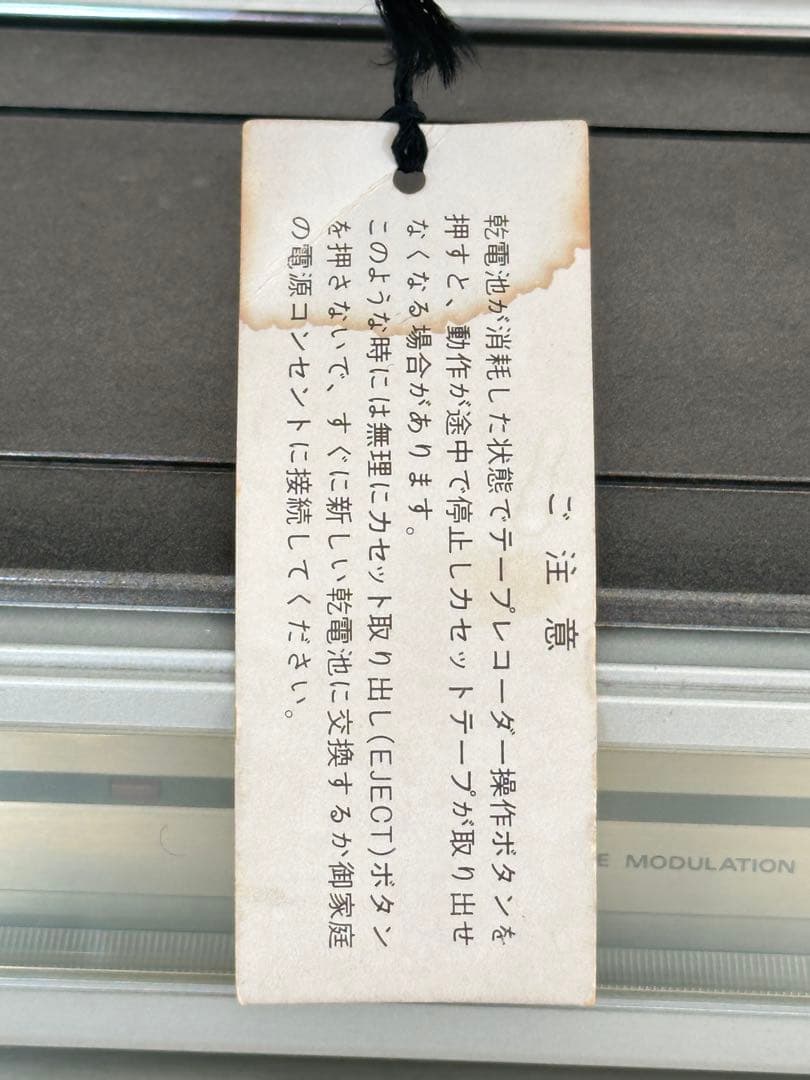 ご注意
乾電池が消耗した状態でテープレコーダー操作ボタンを
押すと、動作が途中で停止しカセットテープが取り出せ
なくなる場合があります。
このような時には無理にカセット取り出し(EJECT)ボタン
を押さないで、すぐに新しい乾電池に交換するか御家庭
の電源コンセントに接続してください。
MODULATION